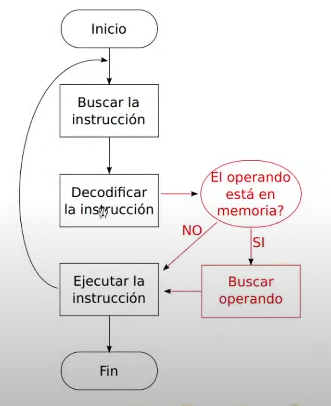 Inicio
Buscar la
instrucción
Decodificar
la instrucción
El operando
está en
memoria?
NO
SI
Ejecutar la
instrucción
Buscar
operando
Fin